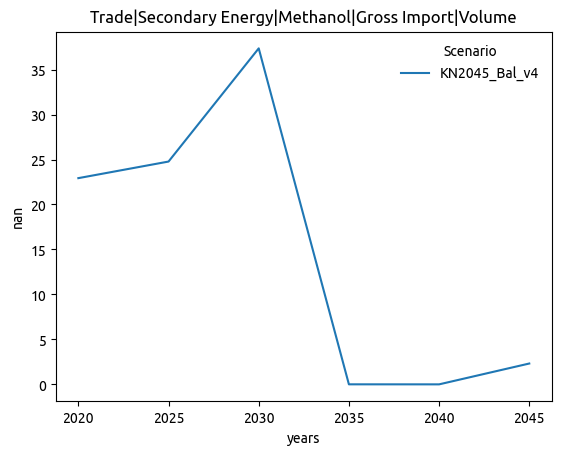 Trade|Secondary Energy|Methanol|Gross Import|Volume
Scenario
KN2045_Bal_v4
35
30
25
20
15
10
5
0
nan
2020 2025 2030 2035 2040 2045
years